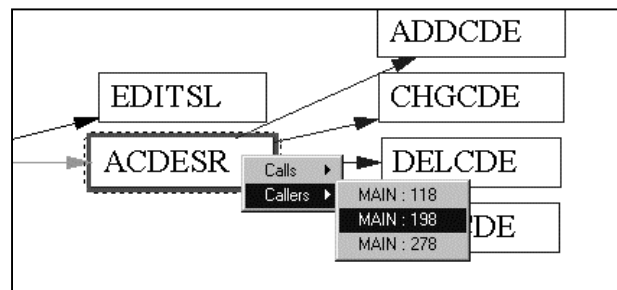 ADDCDE
EDITSL
CHGCDE
ACDESR
DELCDE
Calls
Callers
MAIN : 118
MAIN : 198
MAIN : 278